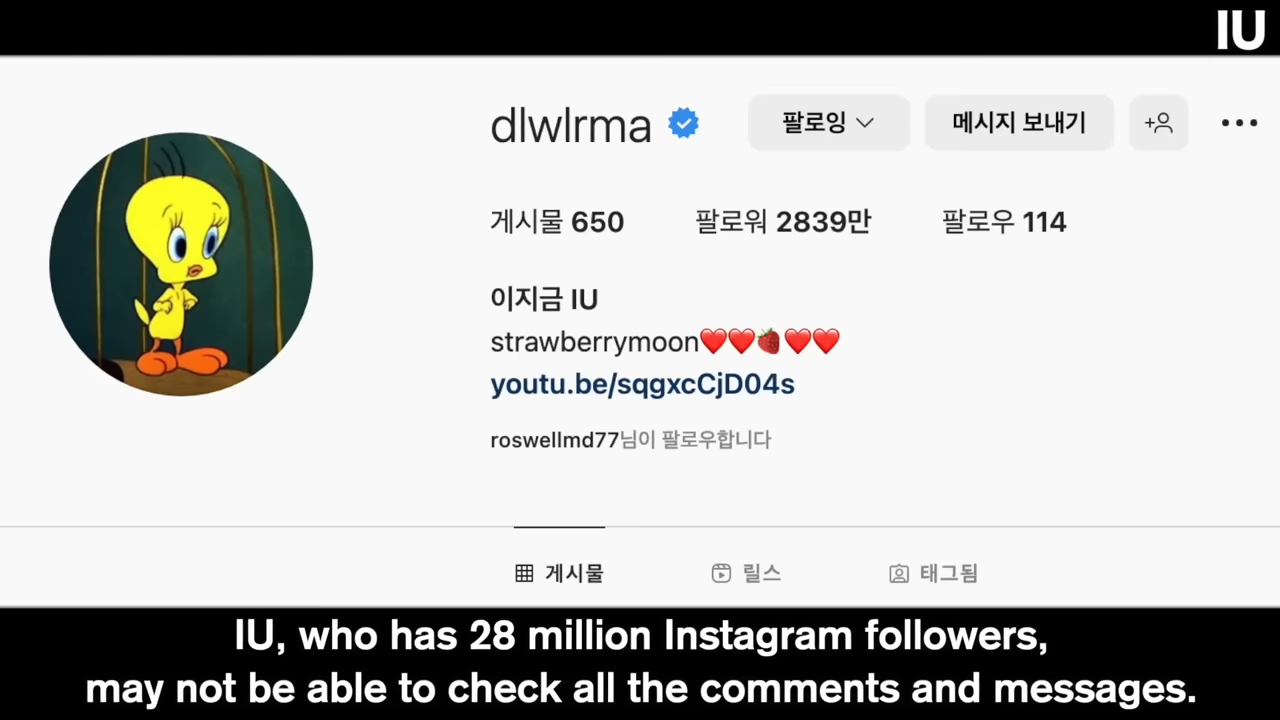 IU
dlwlrma
팔로잉
메시지 보내기
게시물 650
팔로워 2839만
팔로우 114
이지금 IU
strawberrymoon❤️❤️🍓❤️❤️
youtu.be/sqgxcCjD04s
roswellmd77님이 팔로우합니다
게시물
릴스
태그됨
IU, who has 28 million Instagram followers,
may not be able to check all the comments and messages.